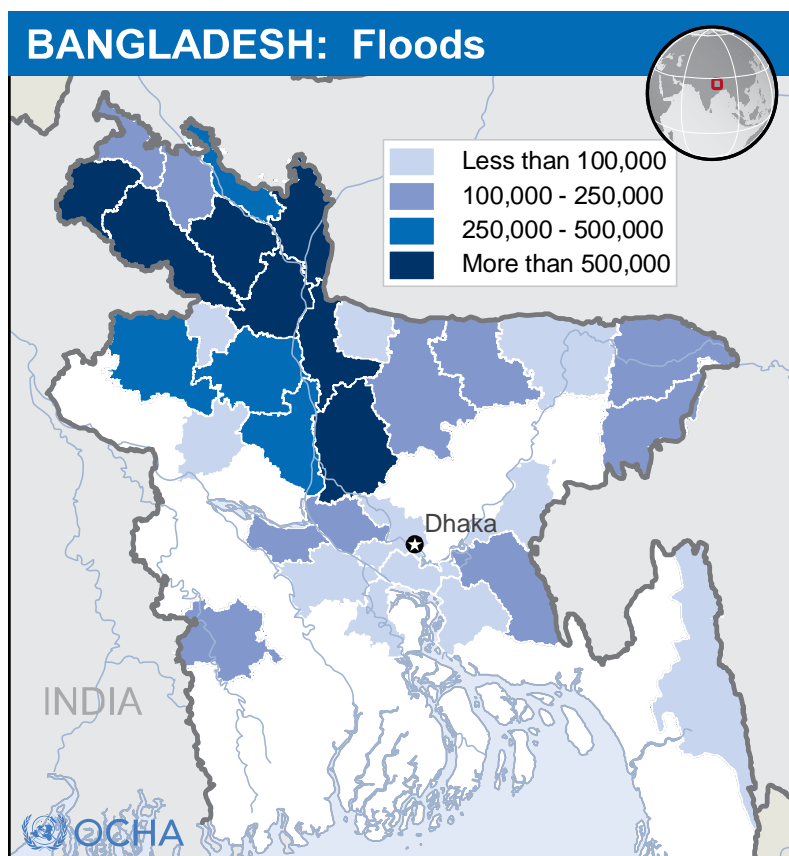 BANGLADESH: Floods
Less than 100,000
100,000 - 250,000
250,000 - 500,000
More than 500,000
Dhaka
INDIA
OCHA